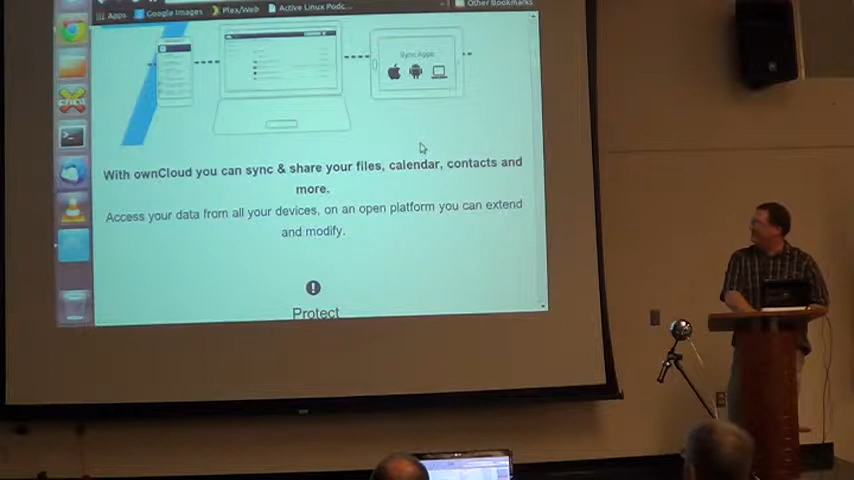 Apps Google Images Plex/Web Active Linux Podc... Other Bookmarks
Sync Apps
With ownCloud you can sync & share your files, calendar, contacts and
more.
Access your data from all your devices, on an open platform you can extend
and modify.
Protect